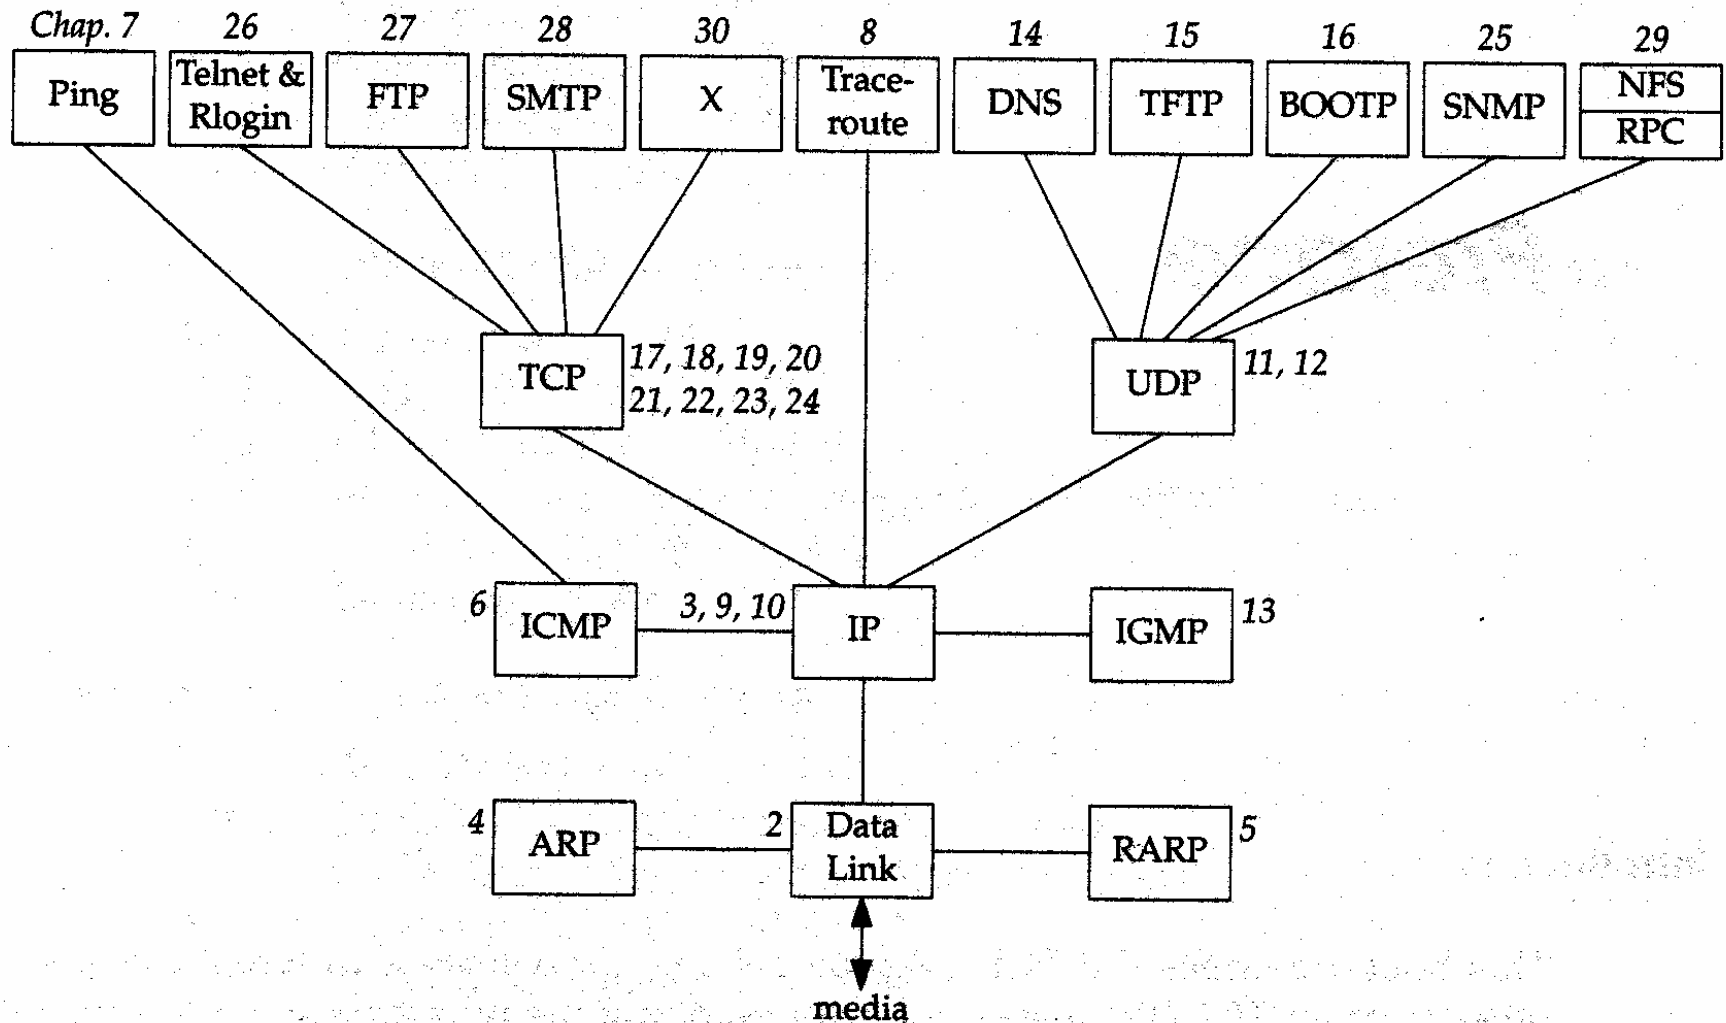 Chap. 7 26 27 28 30 8 14 15 16 25 29
Ping
Telnet &
Rlogin
FTP
SMTP
X
Trace-
route
DNS
TFTP
BOOTP
SNMP
NFS
RPC
TCP
17, 18, 19, 20
21, 22, 23, 24
UDP
11, 12
6
ICMP
3, 9, 10
IP
IGMP
13
4
ARP
2
Data
Link
RARP
5
media